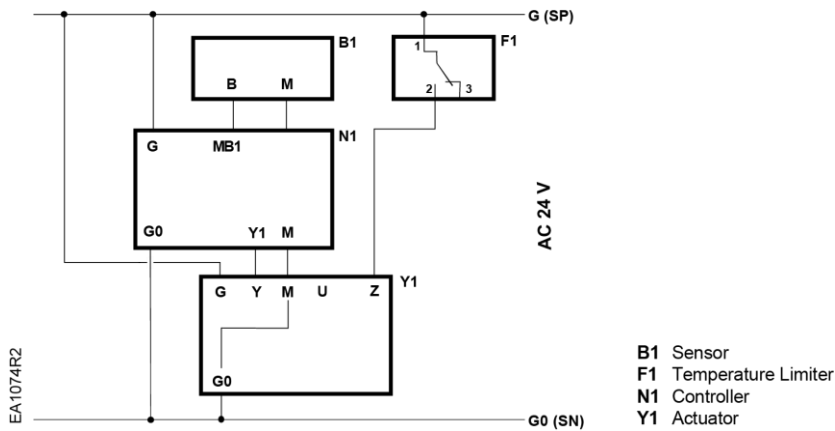 G (SP)
B1
F1
1
B M
2 3
N1
G MB1
G0 Y1 M
AC 24 V
Y1
G Y M U Z
G0
EA1074R2
G0 (SN)
B1 Sensor
F1 Temperature Limiter
N1 Controller
Y1 Actuator